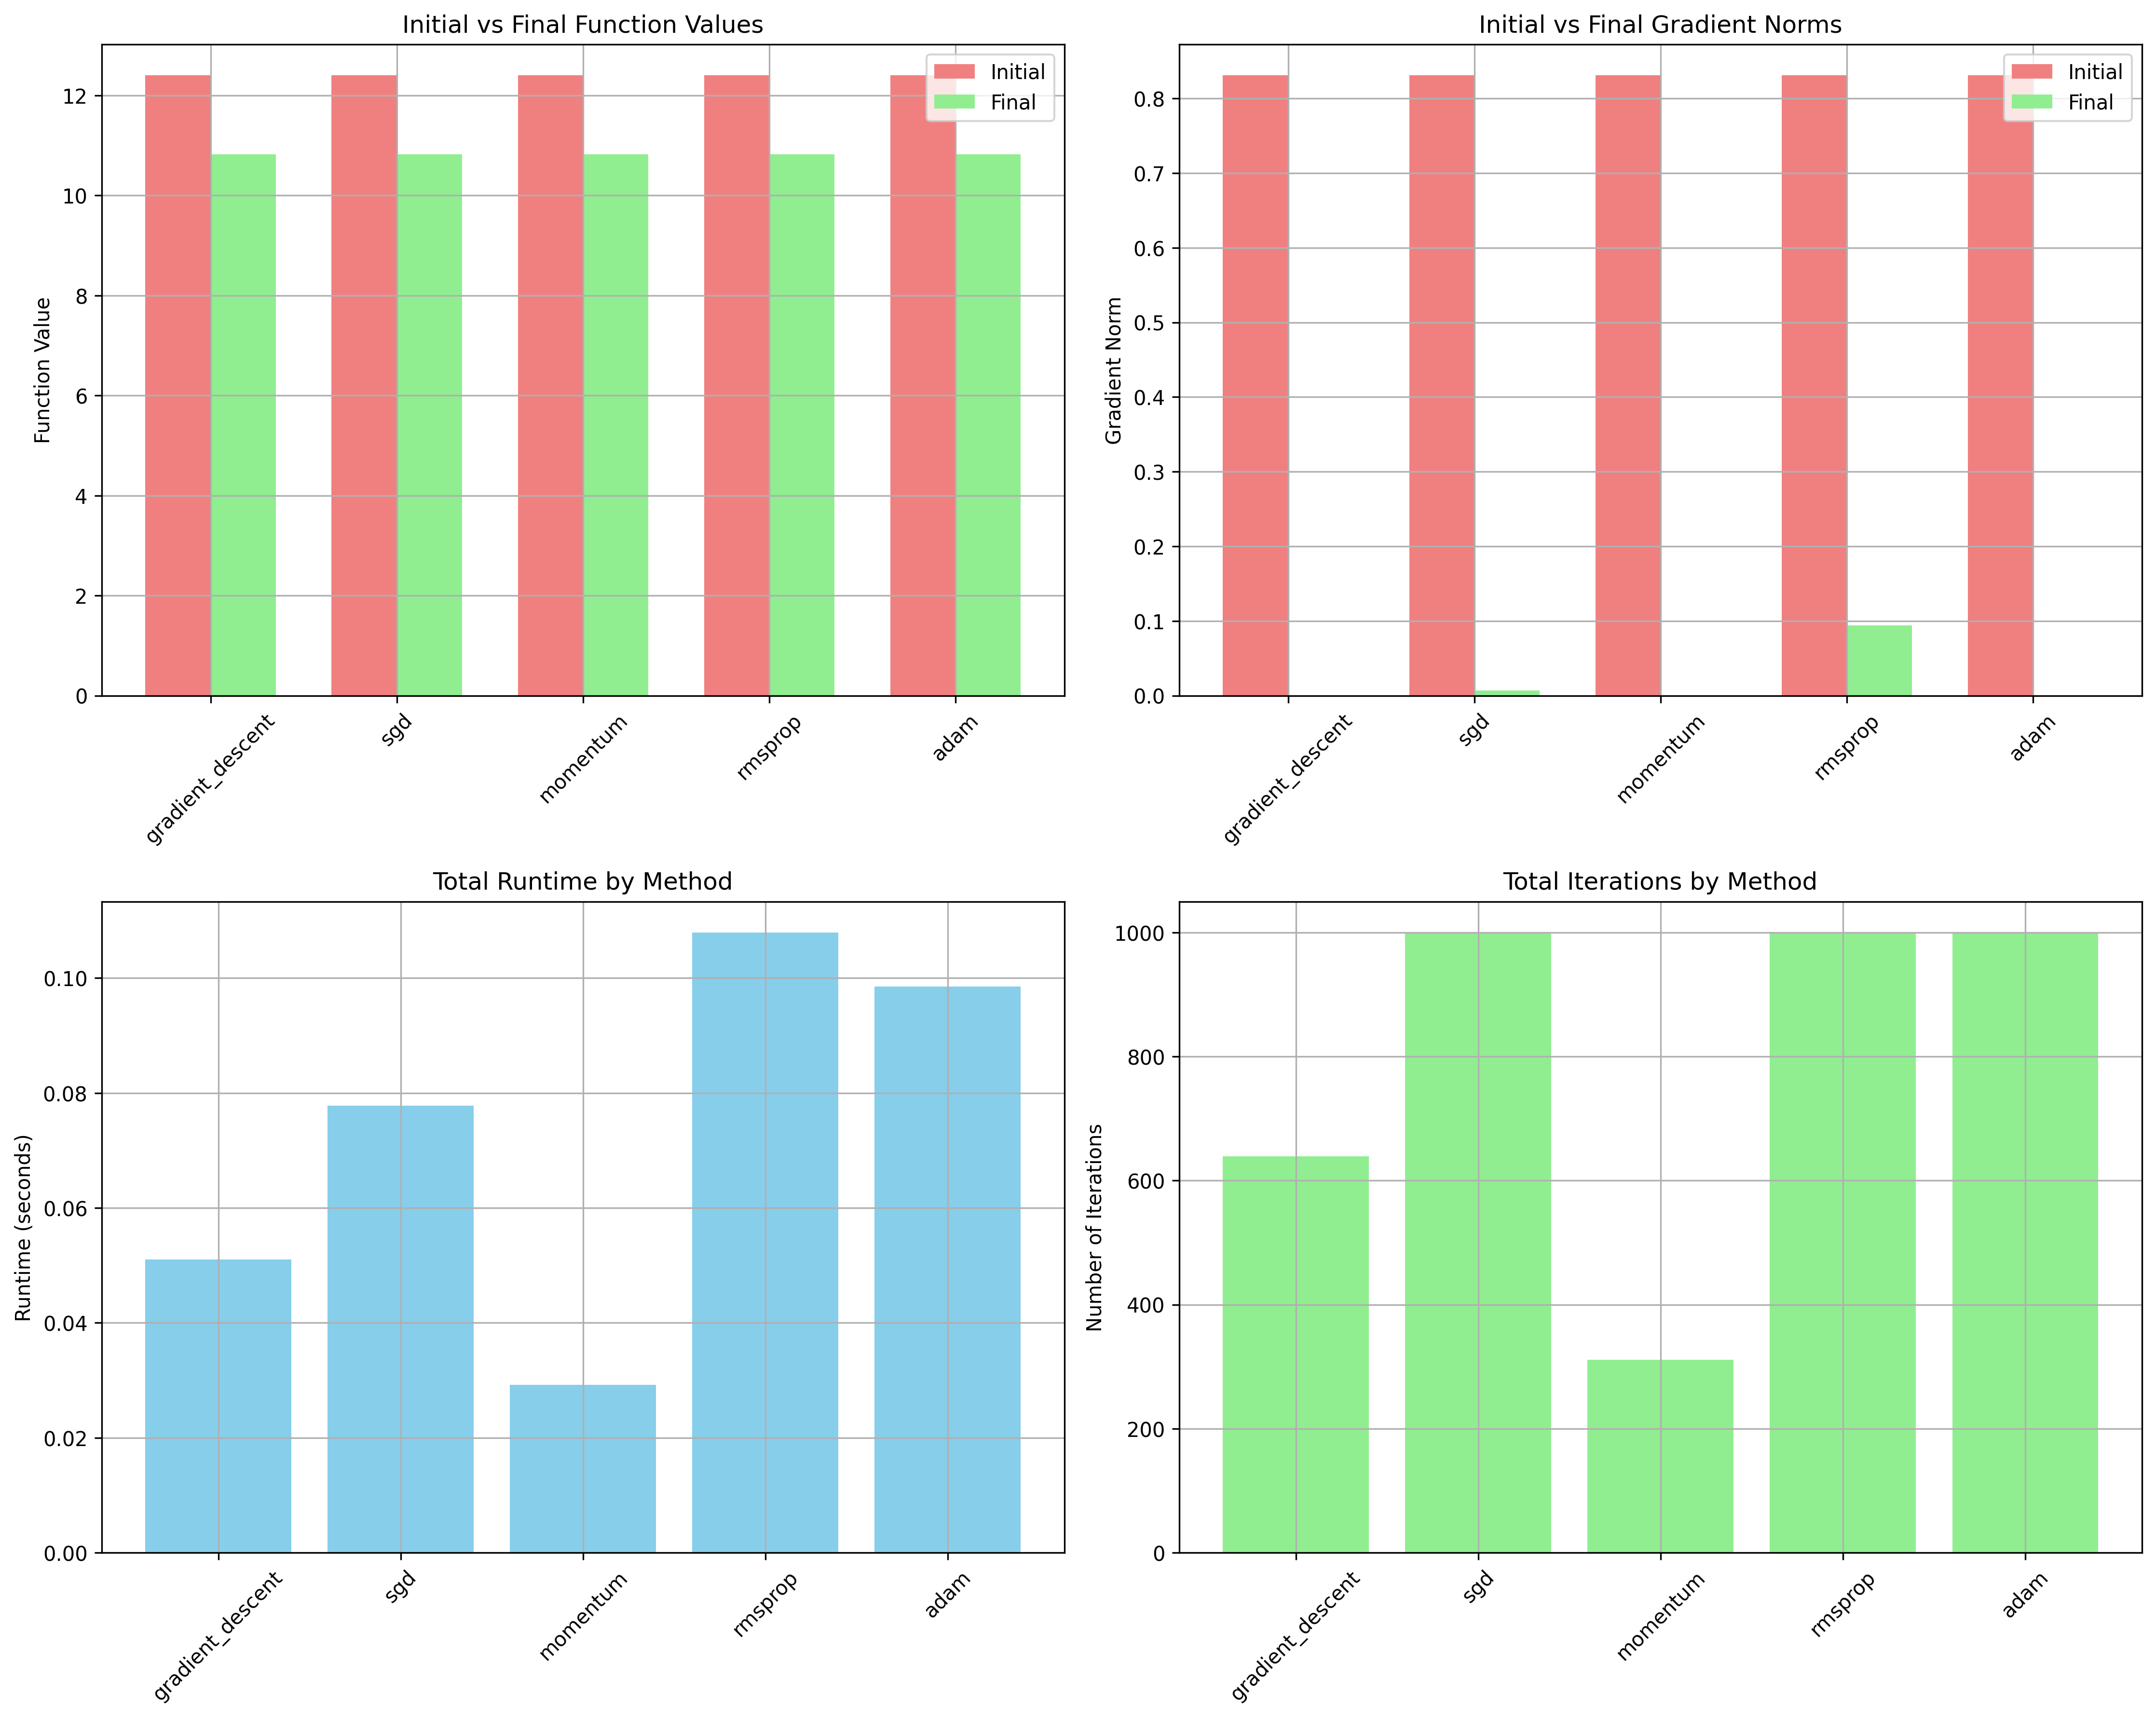 Initial vs Final Function Values
Initial
Final
Function Value
12
10
8
6
4
2
0
gradient_descent
sgd
momentum
rmsprop
adam
Initial vs Final Gradient Norms
Initial
Final
Gradient Norm
0.8
0.7
0.6
0.5
0.4
0.3
0.2
0.1
0.0
gradient_descent
sgd
momentum
rmsprop
adam
Total Runtime by Method
Runtime (seconds)
0.10
0.08
0.06
0.04
0.02
0.00
gradient_descent
sgd
momentum
rmsprop
adam
Total Iterations by Method
Number of Iterations
1000
800
600
400
200
0
gradient_descent
sgd
momentum
rmsprop
adam